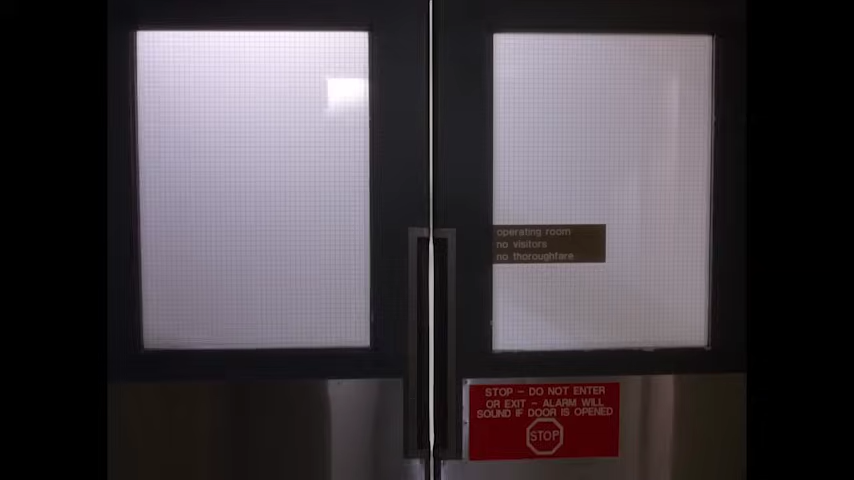 operating room
no visitors
no thoroughfare
STOP – DO NOT ENTER
OR EXIT – ALARM WILL
SOUND IF DOOR IS OPENED
STOP